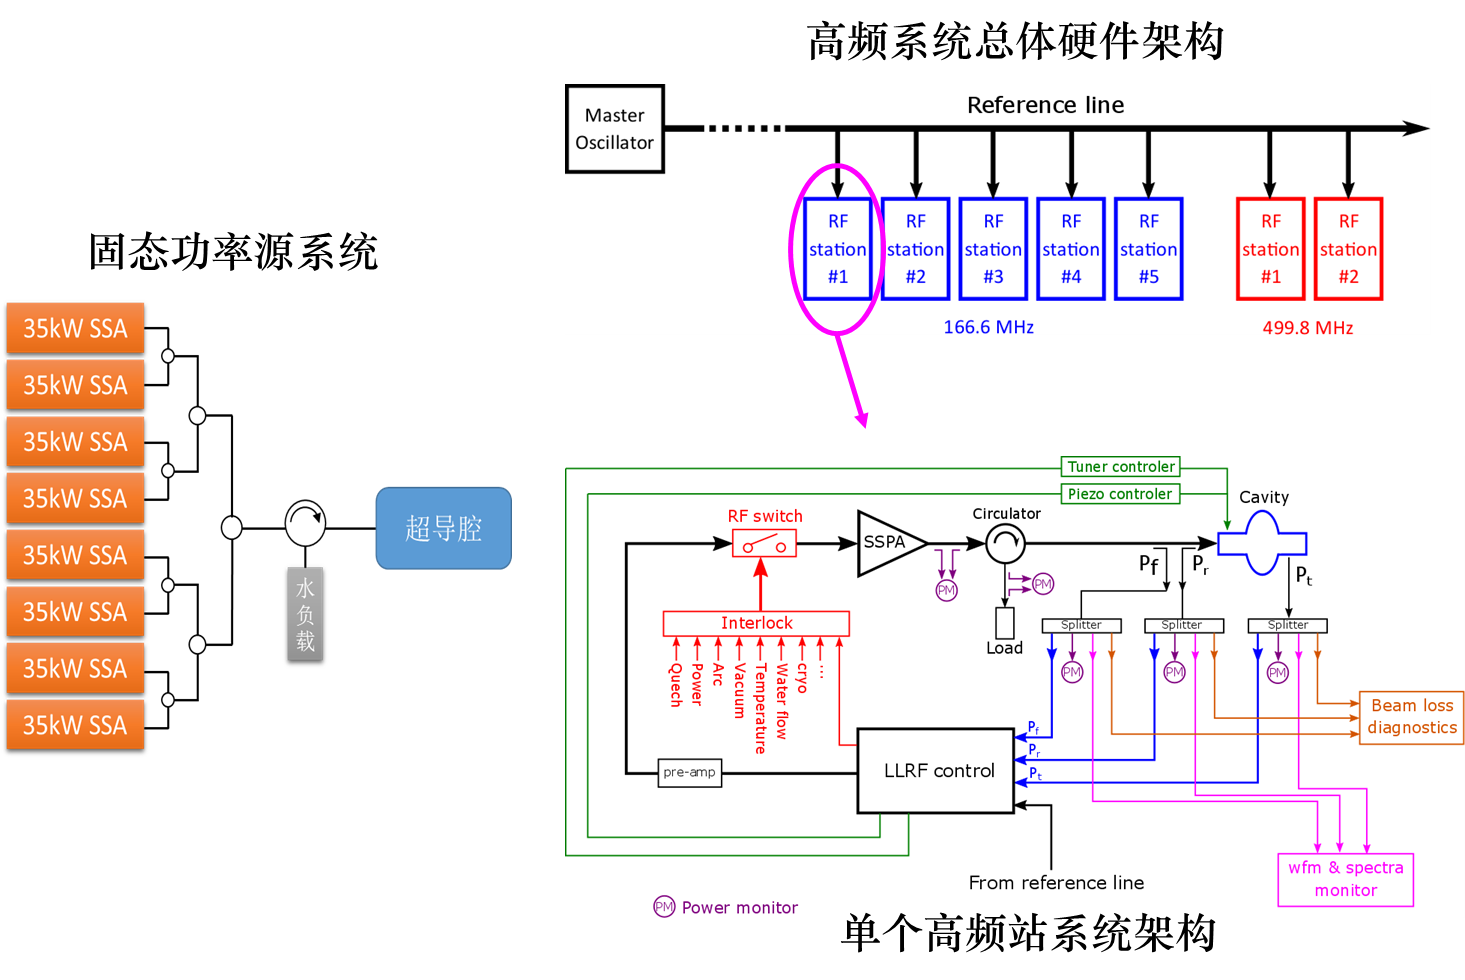 高频系统总体硬件架构
Master
Oscillator
Reference line
RF
station
#1
RF
station
#2
RF
station
#3
RF
station
#4
RF
station
#5
RF
station
#1
RF
station
#2
166.6 MHz
499.8 MHz
固态功率源系统
35kW SSA
35kW SSA
35kW SSA
35kW SSA
35kW SSA
35kW SSA
35kW SSA
35kW SSA
超导腔
水
负
载
Tuner controler
Piezo controler
Cavity
RF switch
SSPA
Circulator
PM
PM
Load
Pf
Pr
Pt
Interlock
Quech
Power
Arc
Vacuum
Temperature
Water flow
cryo
...
Splitter
Splitter
Splitter
PM
PM
PM
Beam loss
diagnostics
Pf
Pr
Pt
pre-amp
LLRF control
From reference line
wfm & spectra
monitor
PM Power monitor
单个高频站系统架构